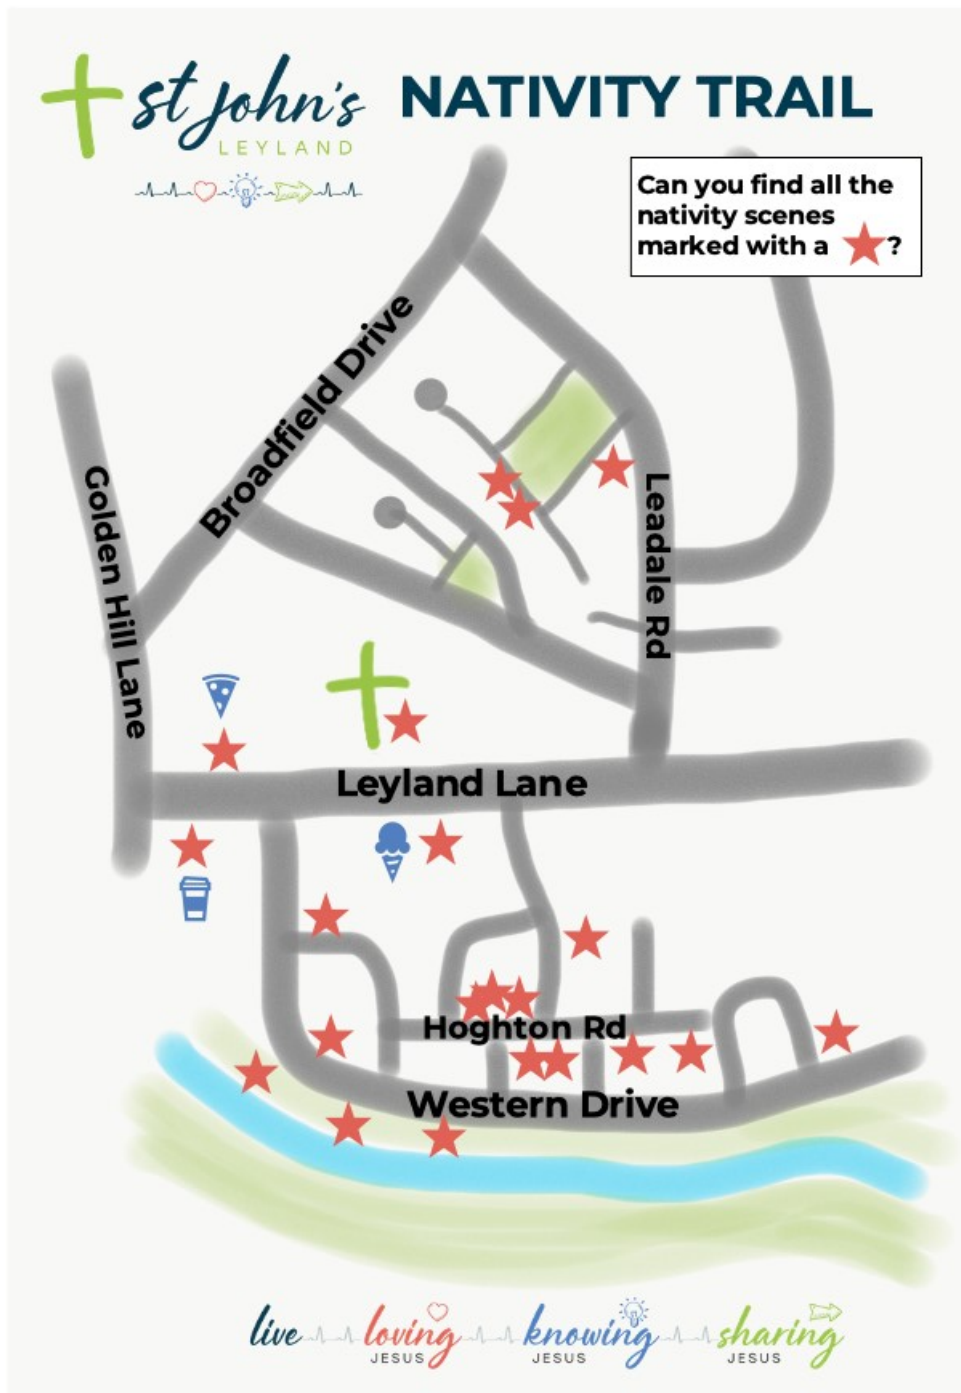 st john's
LEYLAND
NATIVITY TRAIL
Can you find all the
nativity scenes
marked with a ?
Broadfield Drive
Golden Hill Lane
Leadale Rd
Leyland Lane
Hoghton Rd
Western Drive
live loving knowing sharing
JESUS JESUS JESUS